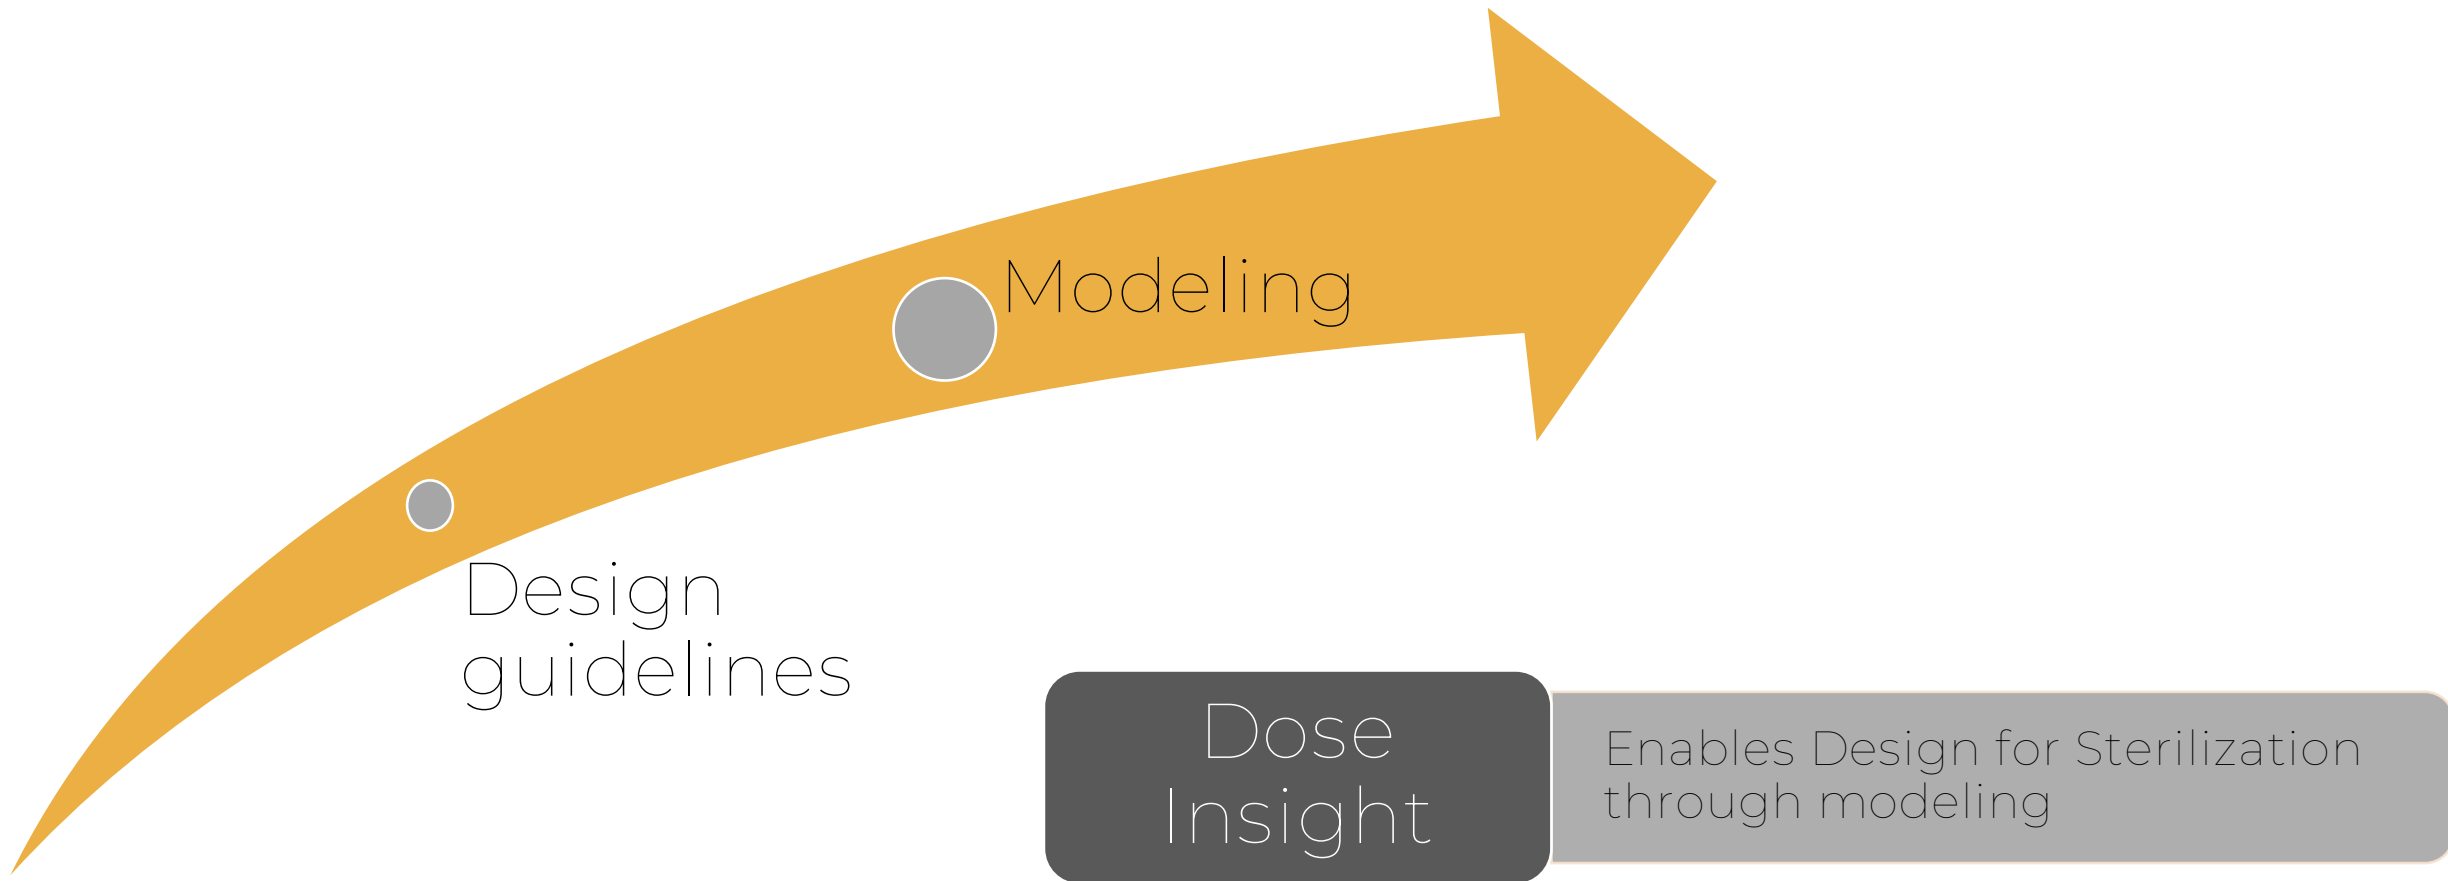 Modeling
Design
guidelines
Dose
Insight
Enables Design for Sterilization
through modeling